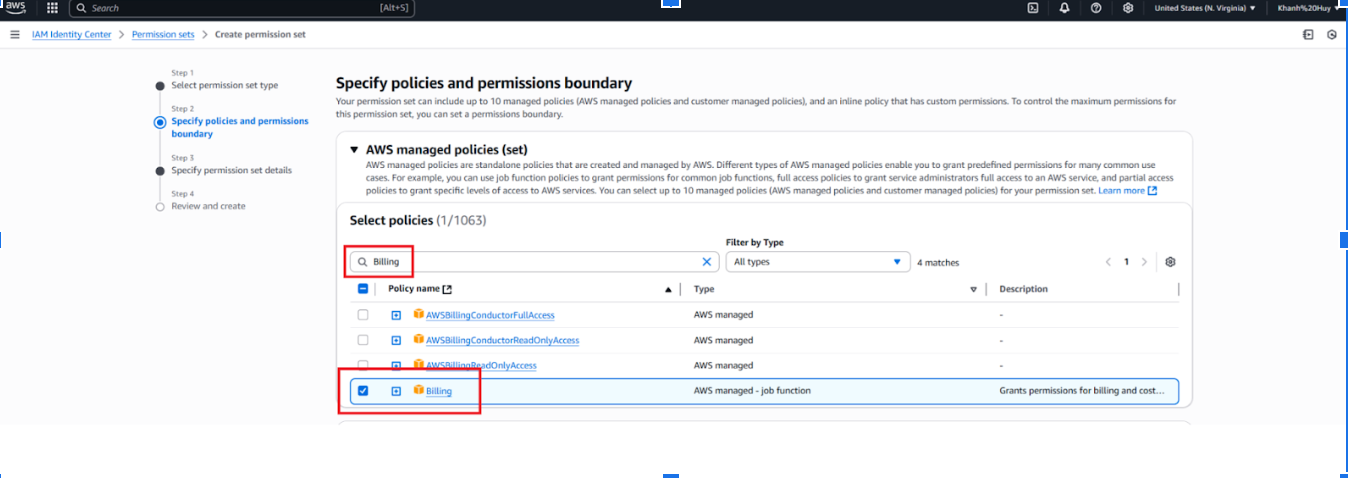 aws
Search [Alt+S] United States (N. Virginia) Khanh%20Huy
IAM Identity Center > Permission sets > Create permission set
Step 1
Select permission set type
Step 2
Specify policies and permissions
boundary
Step 3
Specify permission set details
Step 4
Review and create
Specify policies and permissions boundary
Your permission set can include up to 10 managed policies (AWS managed policies and customer managed policies), and an inline policy that has custom permissions. To control the maximum permissions for
this permission set, you can set a permissions boundary.
AWS managed policies (set)
AWS managed policies are standalone policies that are created and managed by AWS. Different types of AWS managed policies enable you to grant predefined permissions for many common use
cases. For example, you can use job function policies to grant permissions for common job functions, full access policies to grant service administrators full access to an AWS service, and partial access
policies to grant specific levels of access to AWS services. You can select up to 10 managed policies (AWS managed policies and customer managed policies) for your permission set. Learn more
Select policies (1/1063)
Filter by Type
Billing All types 4 matches 1
Policy name Type Description
AWSBillingConductorFullAccess AWS managed -
AWSBillingConductorReadOnlyAccess AWS managed -
AWSBillingReadOnlyAccess AWS managed -
Billing AWS managed - job function Grants permissions for billing and cost...